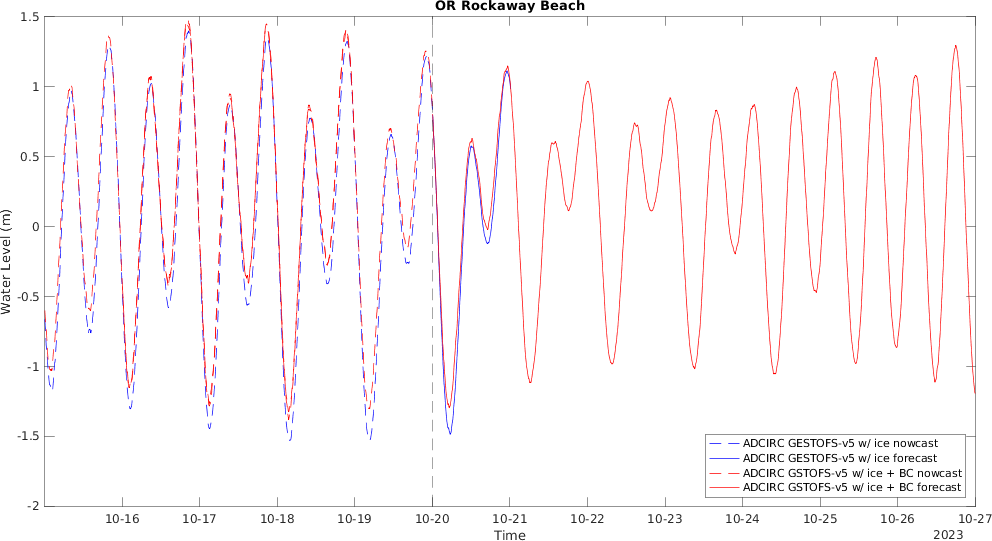 OR Rockaway Beach
1.5
1
0.5
0
-0.5
-1
-1.5
-2
Water Level (m)
10-16 10-17 10-18 10-19 10-20 10-21 10-22 10-23 10-24 10-25 10-26 10-27
Time
2023
ADCIRC GESTOFS-v5 w/ ice nowcast
ADCIRC GESTOFS-v5 w/ ice forecast
ADCIRC GSTOFS-v5 w/ ice + BC nowcast
ADCIRC GSTOFS-v5 w/ ice + BC forecast